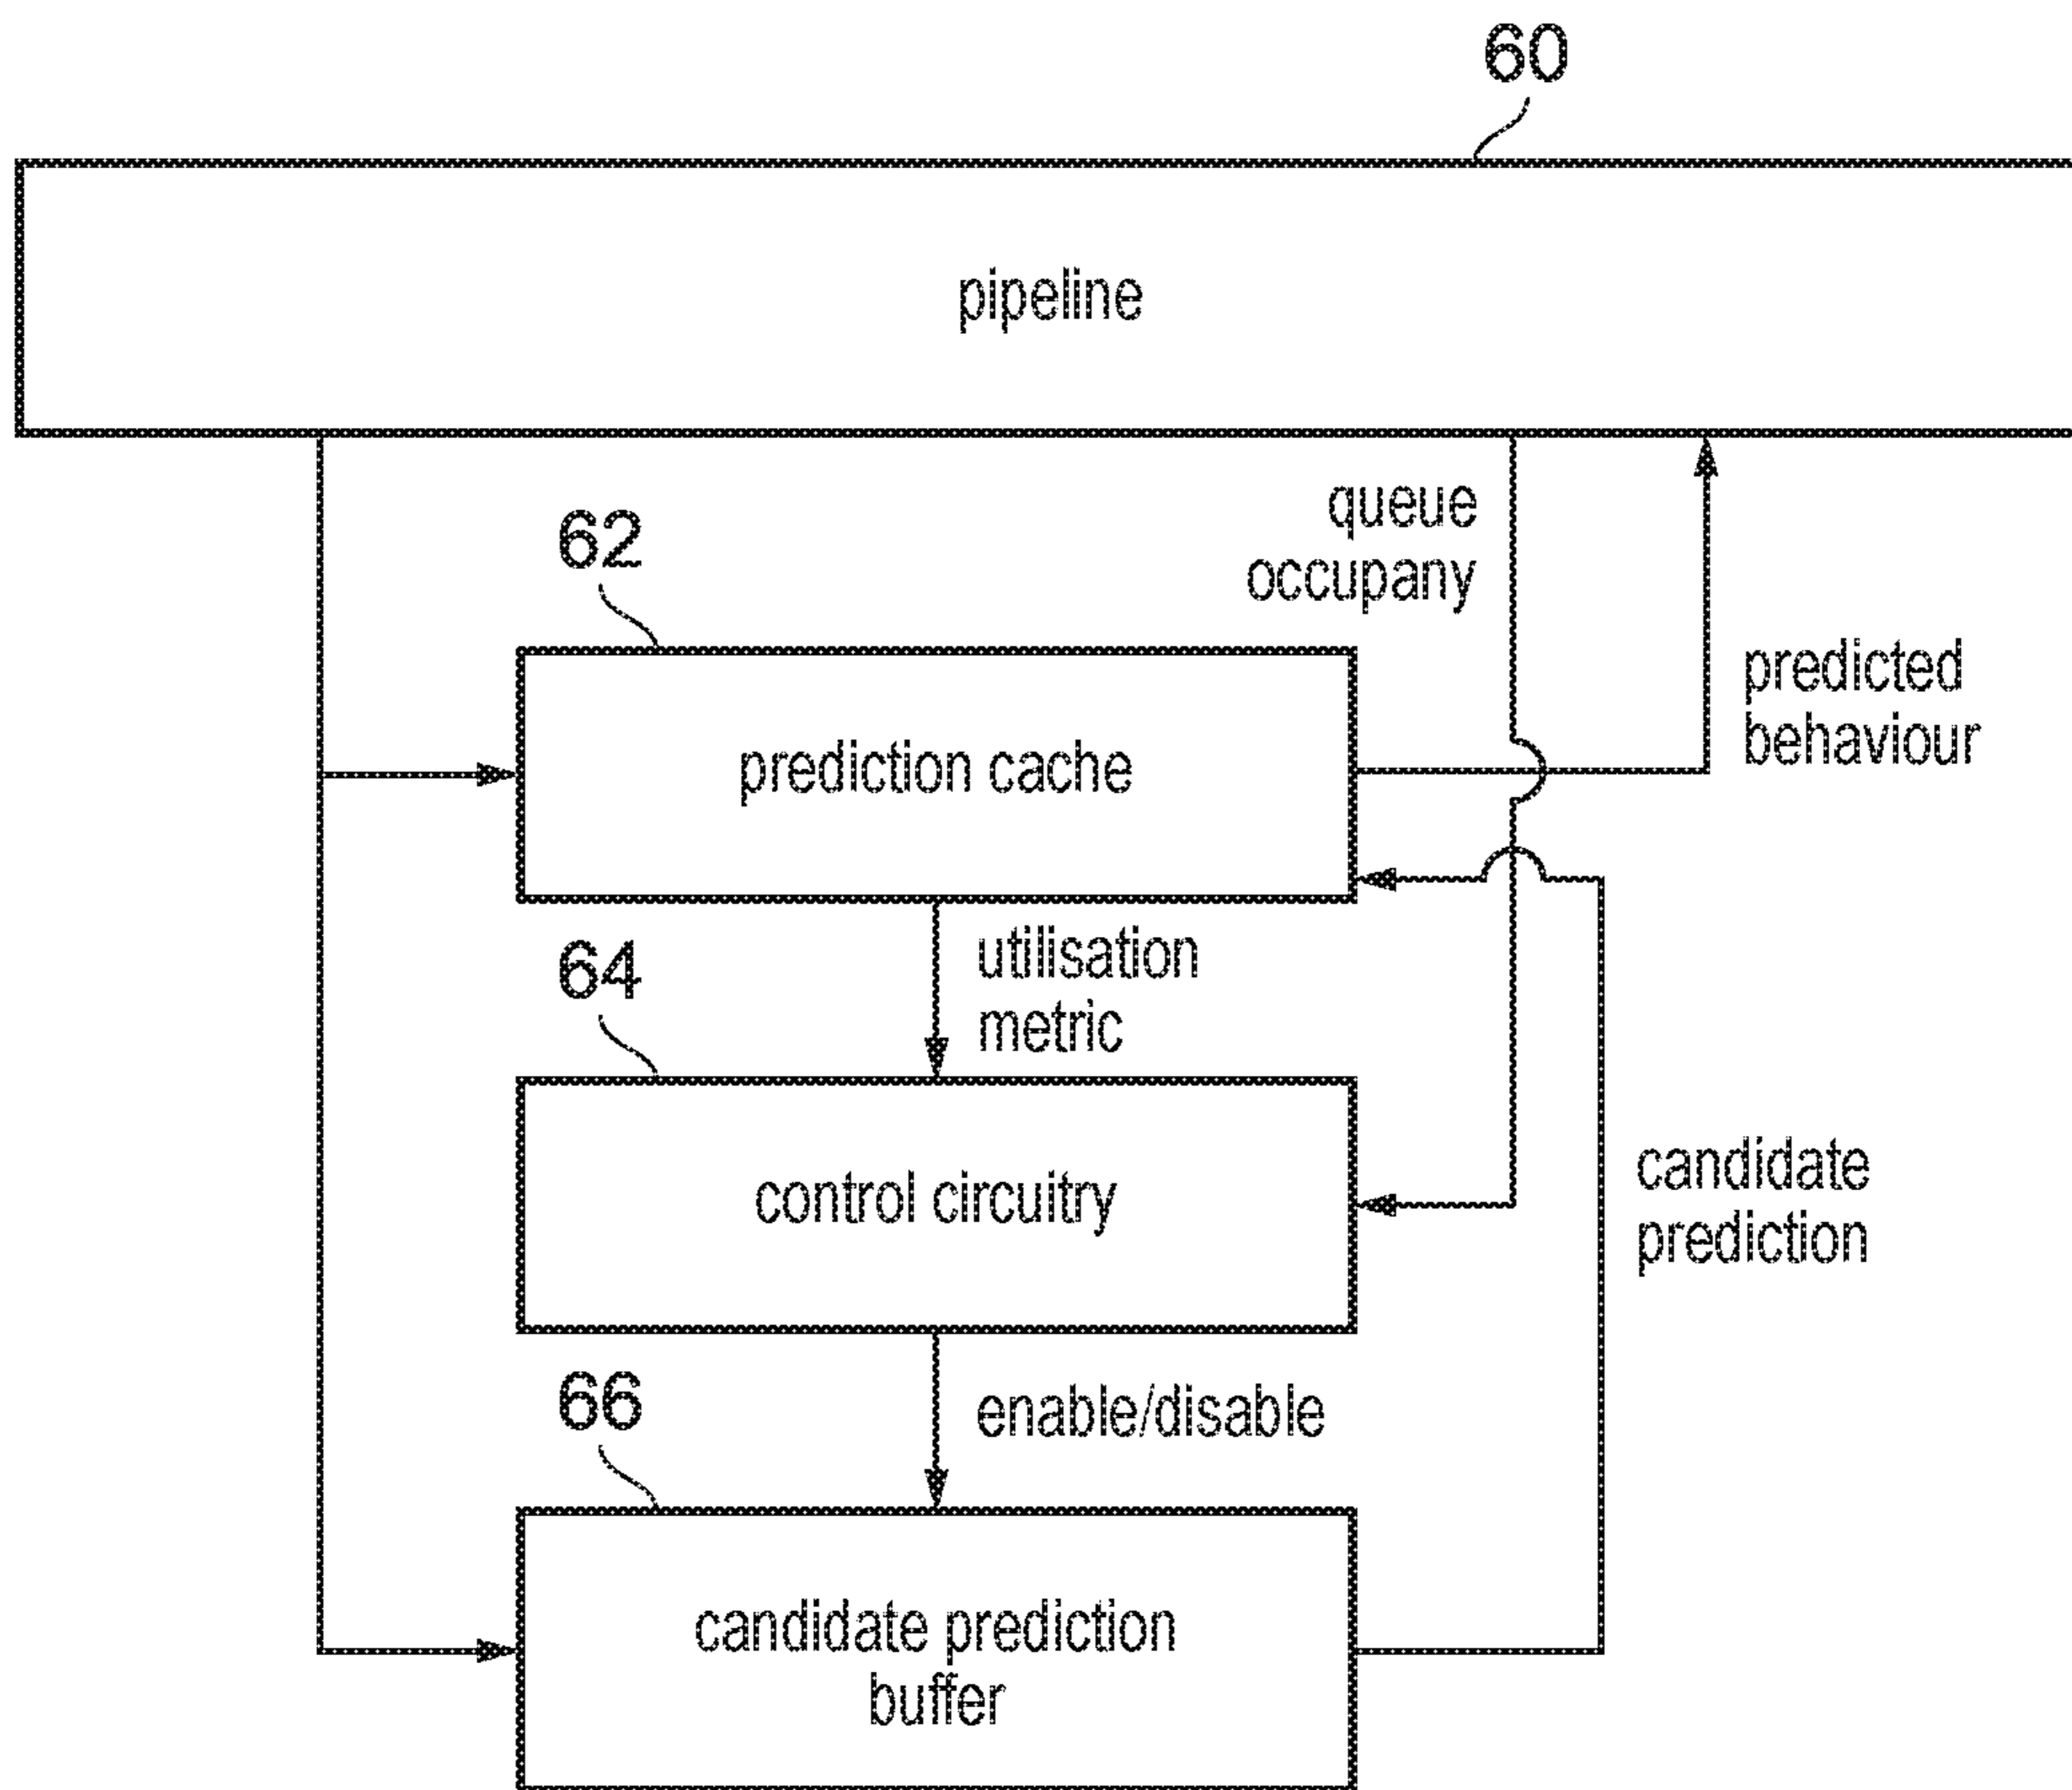 60
pipeline
queue
occupany
62
predicted
behaviour
prediction cache
utilisation
metric
64
candidate
prediction
control circuitry
enable/disable
66
candidate prediction
buffer